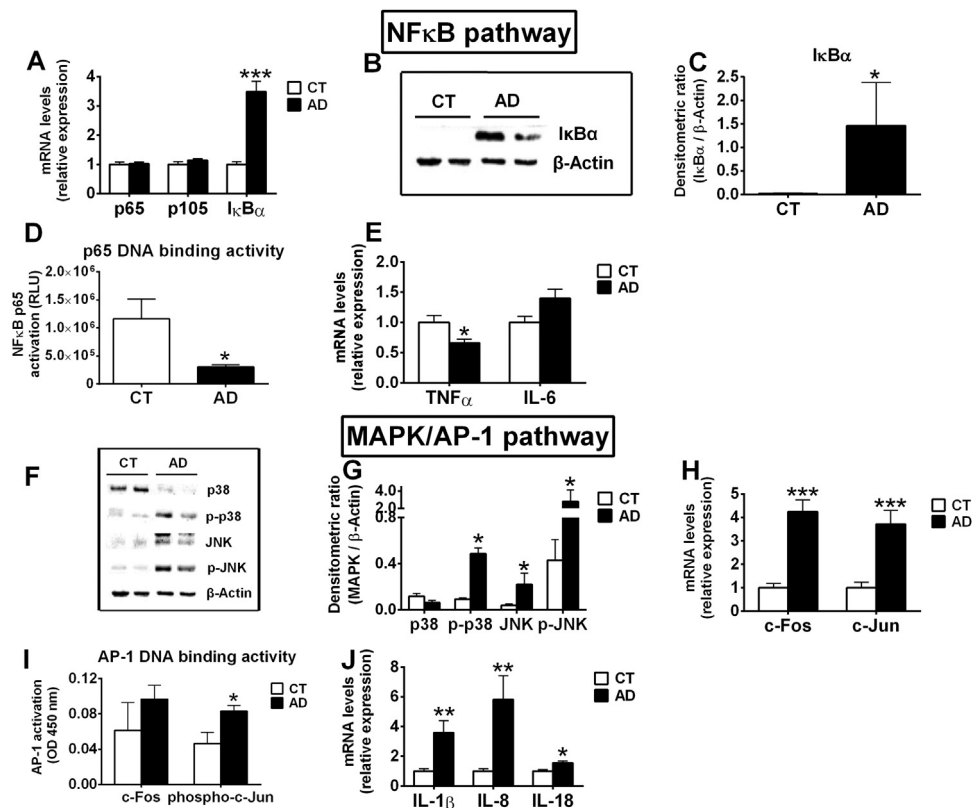 NFκB pathway
A
mRNA levels
(relative expression)
5
4
3
2
1
0
***
CT
AD
p65 p105 IκBα
B
CT AD
IκBα
β-Actin
C
IκBα
Densitometric ratio
(IκBα / β-Actin)
2.5
2.0
1.5
1.0
0.5
0.0
*
CT AD
D
p65 DNA binding activity
NFκB p65
activation (RLU)
2.0×10⁶
1.5×10⁶
1.0×10⁶
5.0×10⁵
0
*
CT AD
E
mRNA levels
(relative expression)
2.0
1.5
1.0
0.5
0.0
*
CT
AD
TNFα IL-6
MAPK/AP-1 pathway
F
CT AD
p38
p-p38
JNK
p-JNK
β-Actin
G
Densitometric ratio
(MAPK / β-Actin)
4.0
2.0
0.8
0.4
0.0
* * *
CT
AD
p38 p-p38 JNK p-JNK
H
mRNA levels
(relative expression)
6
5
4
3
2
1
0
*** ***
CT
AD
c-Fos c-Jun
I
AP-1 DNA binding activity
AP-1 activation
(OD 450 nm)
0.12
0.08
0.04
0.00
*
CT
AD
c-Fos phospho-c-Jun
J
mRNA levels
(relative expression)
8
6
4
2
0
** ** *
CT
AD
IL-1β IL-8 IL-18